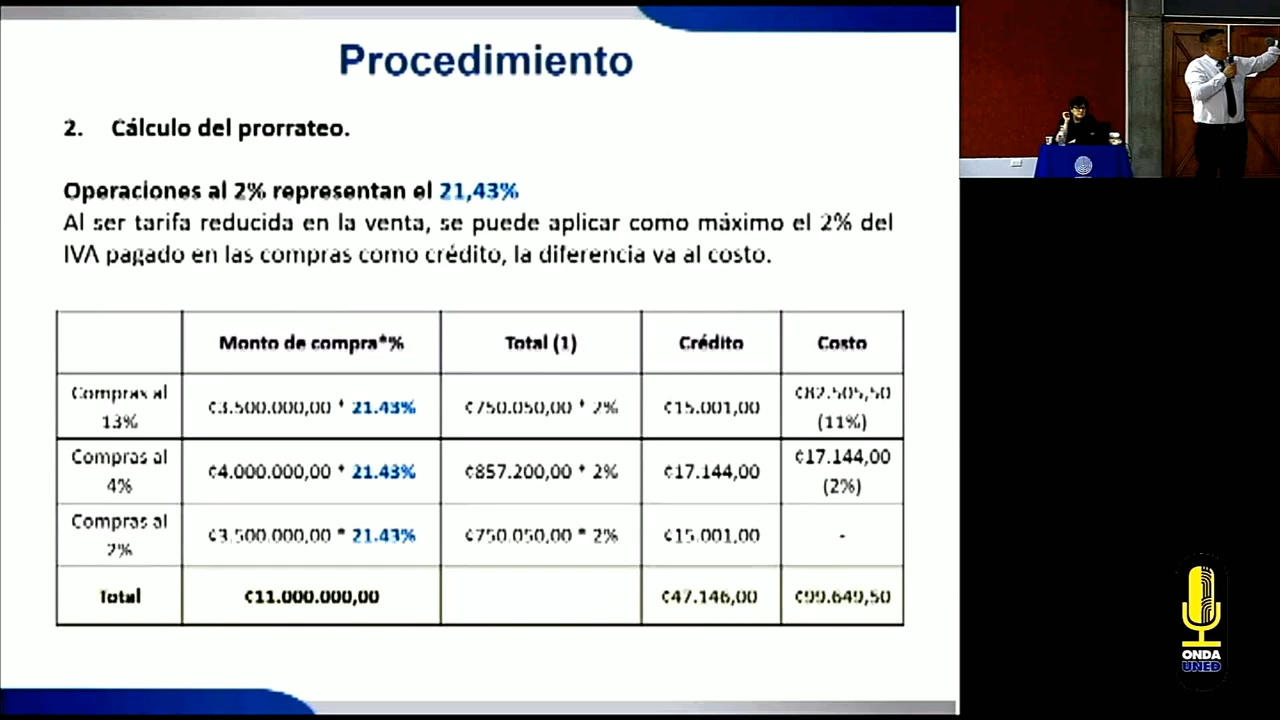 Procedimiento
2. Cálculo del prorrateo.
Operaciones al 2% representan el 21,43%
Al ser tarifa reducida en la venta, se puede aplicar como máximo el 2% del
IVA pagado en las compras como crédito, la diferencia va al costo.
Monto de compra*% Total (1) Crédito Costo
Compras al 13% ₡3.500.000,00 * 21.43% ₡750.050,00 * 2% ₡15.001,00 ₡82.505,50 (11%)
Compras al 4% ₡4.000.000,00 * 21.43% ₡857.200,00 * 2% ₡17.144,00 ₡17.144,00 (2%)
Compras al 2% ₡3.500.000,00 * 21.43% ₡750.050,00 * 2% ₡15.001,00 -
Total ₡11.000.000,00 ₡47.146,00 ₡99.649,50
ONDA
UNED